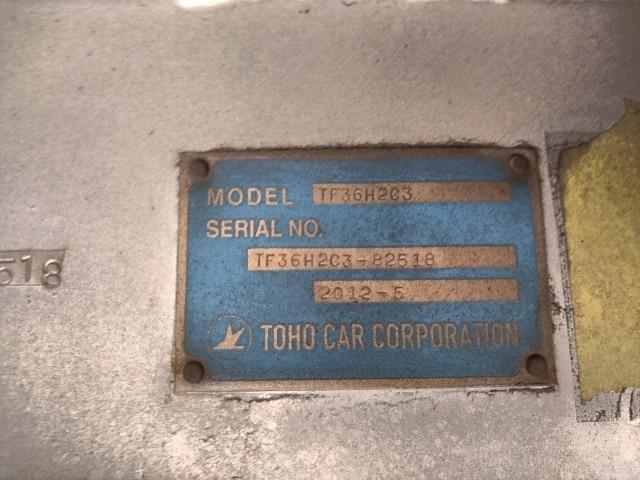 MODEL TF36H2C3
SERIAL NO.
TF36H2C3-82518
2012-5
TOHO CAR CORPORATION
518